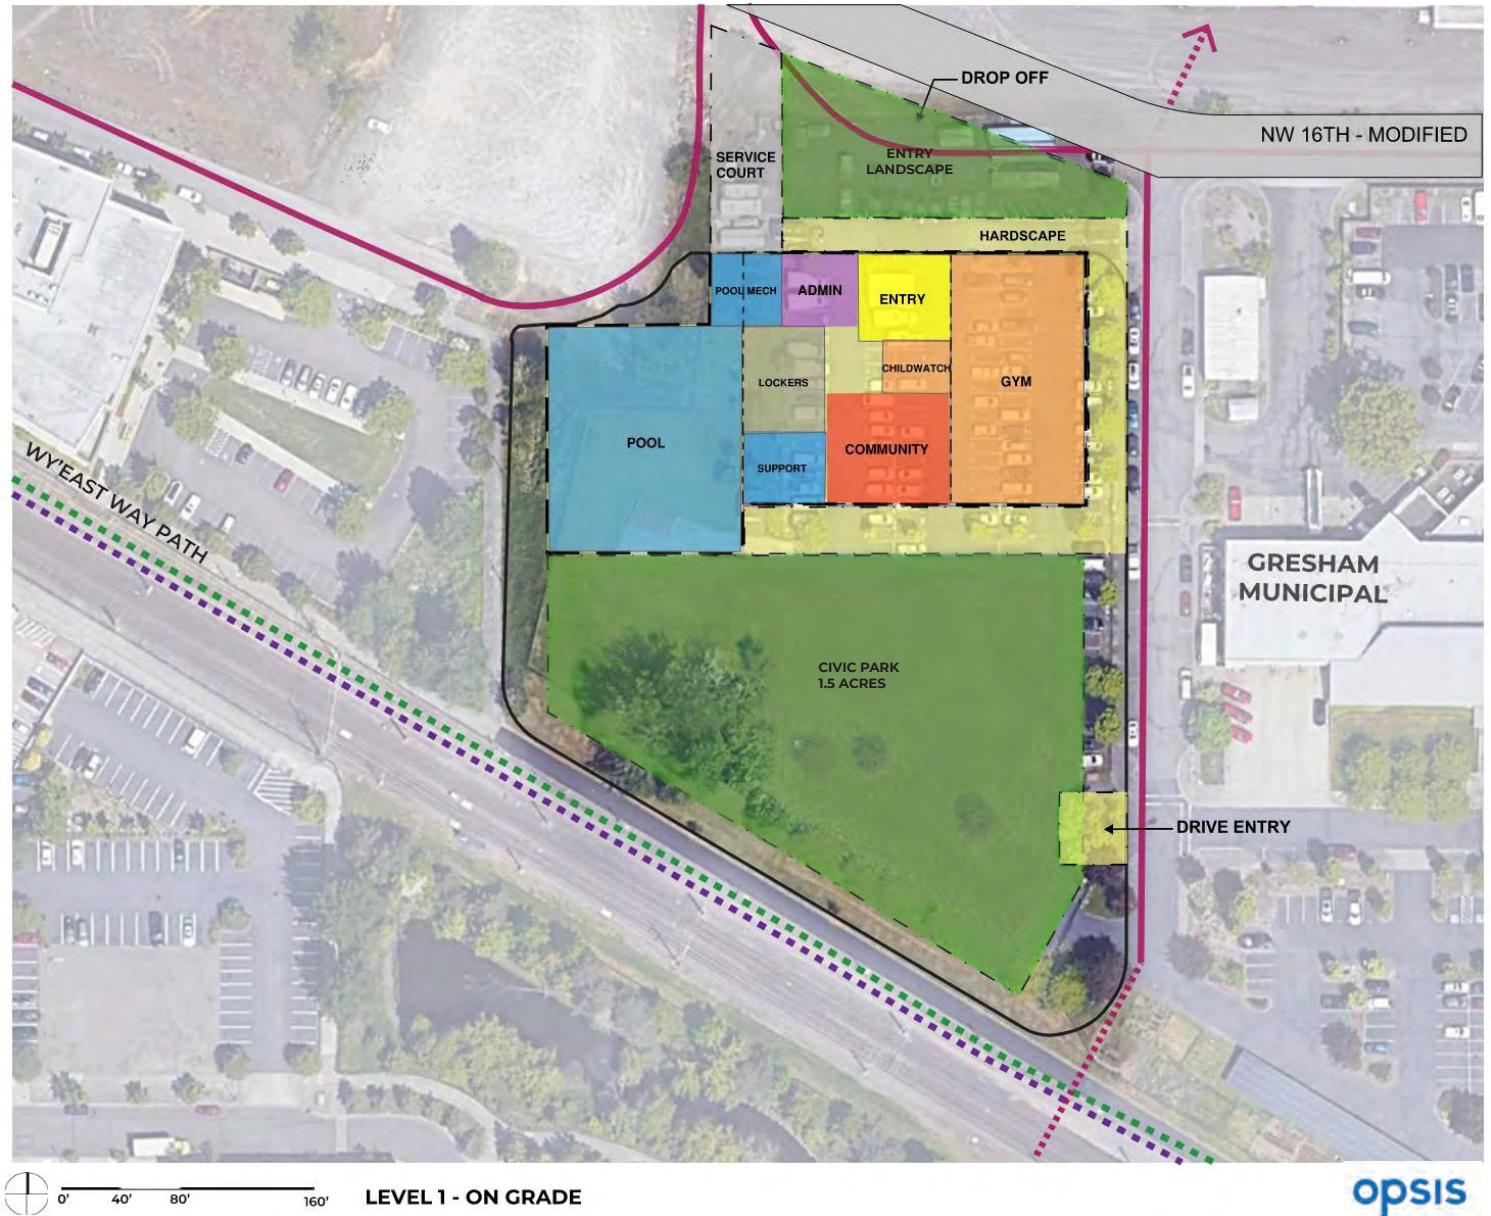 DROP OFF
NW 16TH - MODIFIED
SERVICE
COURT
ENTRY
LANDSCAPE
HARDSCAPE
POOL MECH
ADMIN
ENTRY
CHILDWATCH
LOCKERS
GYM
POOL
COMMUNITY
SUPPORT
WY'EAST WAY PATH
GRESHAM
MUNICIPAL
CIVIC PARK
1.5 ACRES
DRIVE ENTRY
0' 40' 80' 160'
LEVEL 1 - ON GRADE
opsis